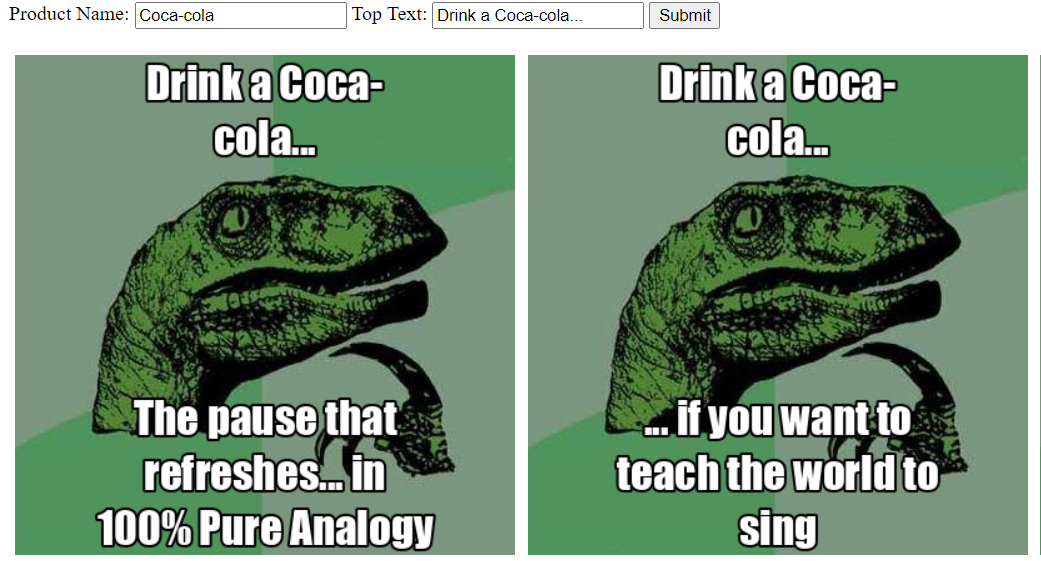 Product Name: Coca-cola Top Text: Drink a Coca-cola... Submit
Drink a Coca-
cola...
The pause that
refreshes... in
100% Pure Analogy
Drink a Coca-
cola...
... if you want to
teach the world to
sing